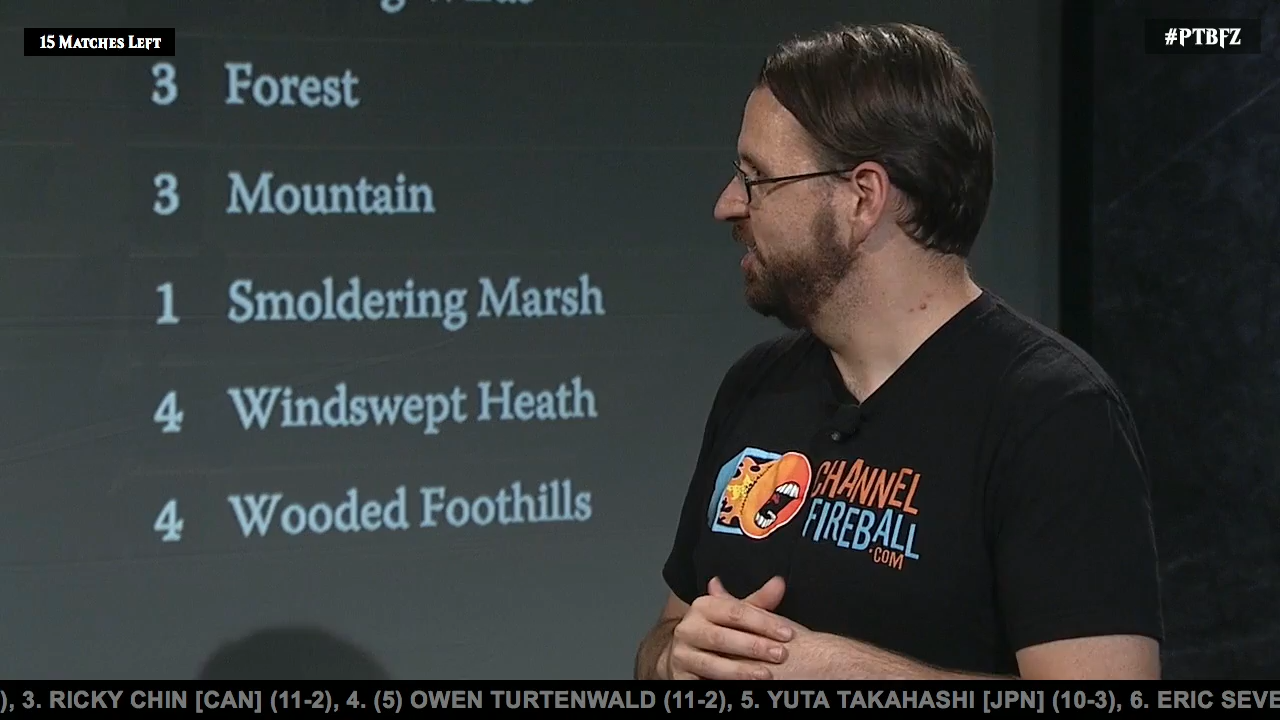 15 Matches Left
#PTBFZ
3 Forest
3 Mountain
1 Smoldering Marsh
4 Windswept Heath
4 Wooded Foothills
CHANNEL
FIREBALL
.COM
), 3. RICKY CHIN [CAN] (11-2), 4. (5) OWEN TURTENWALD (11-2), 5. YUTA TAKAHASHI [JPN] (10-3), 6. ERIC SEVE